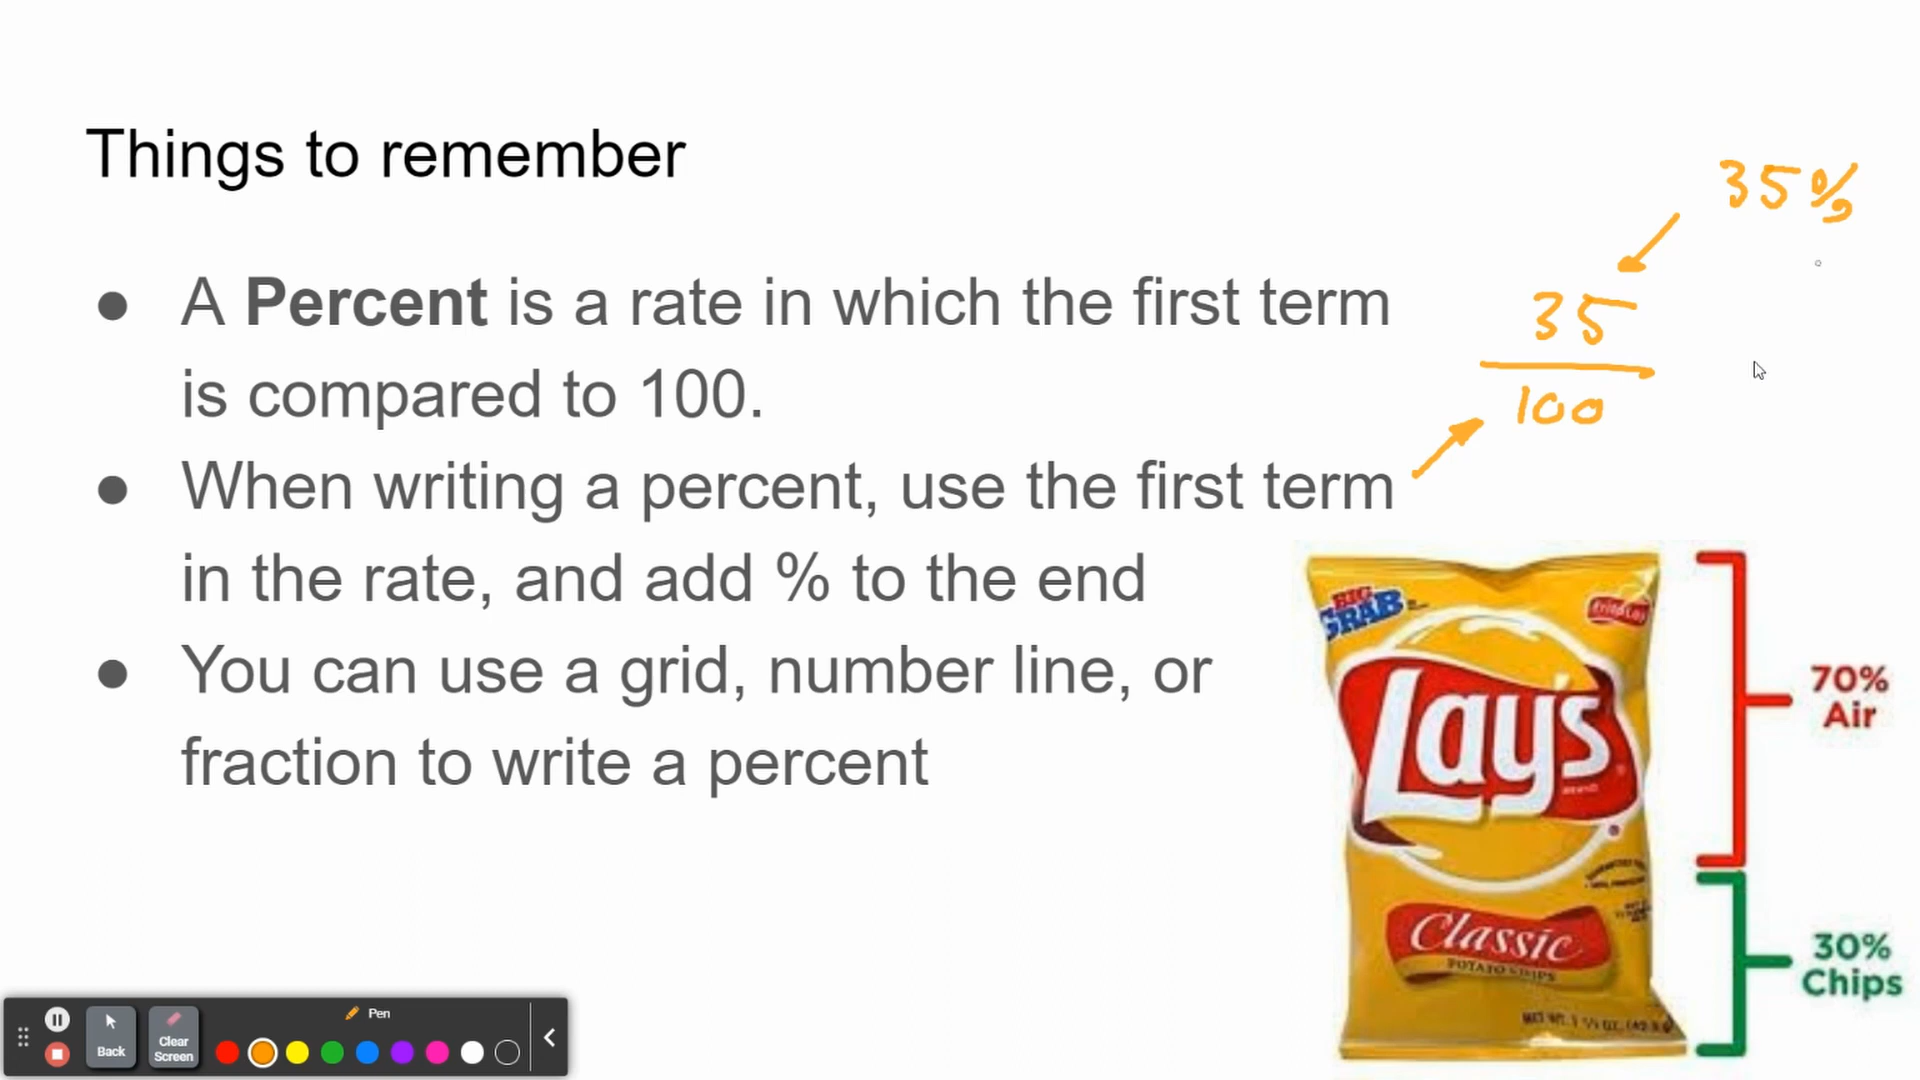 Things to remember
35%
● A Percent is a rate in which the first term
is compared to 100.
35
100
● When writing a percent, use the first term
in the rate, and add % to the end
● You can use a grid, number line, or
fraction to write a percent
BIG
GRAB
Frito Lay
Lay's
70%
Air
Classic
POTATO CHIPS
30%
Chips
Pen
Back
Clear
Screen